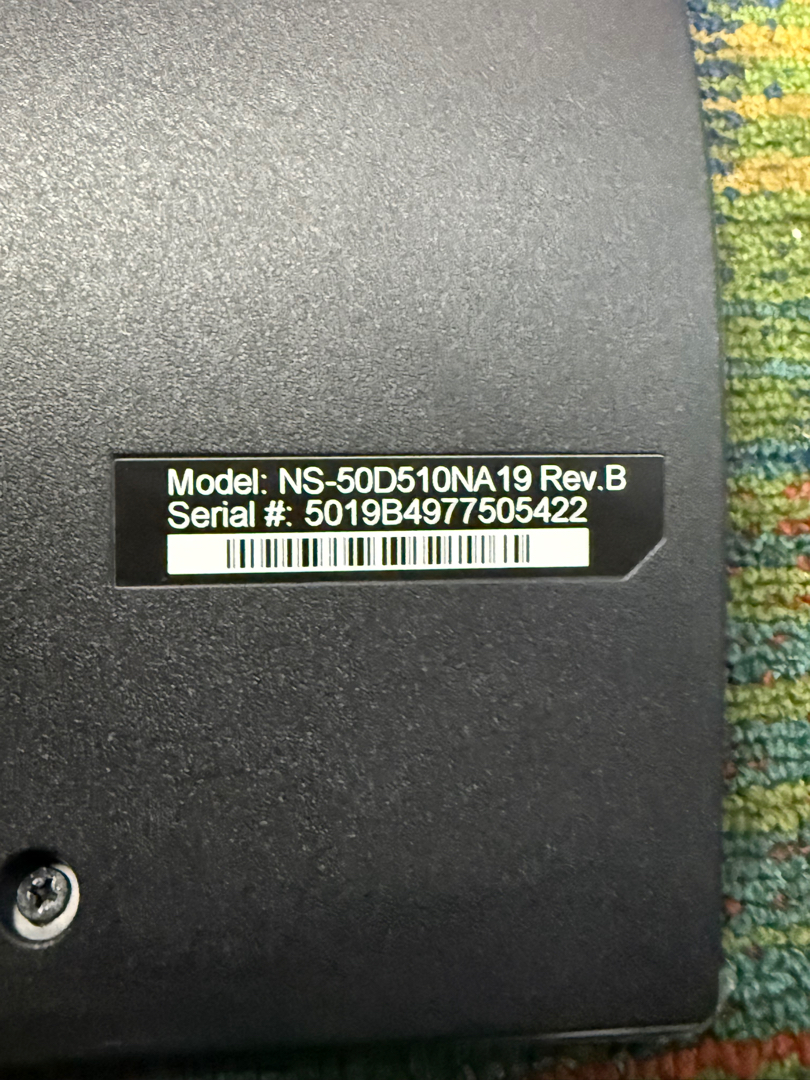 Model: NS-50D510NA19 Rev.B
Serial #: 5019B4977505422